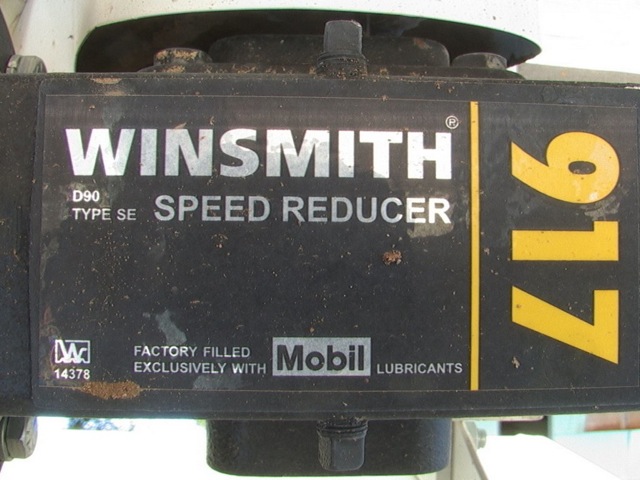 WINSMITH®
D90
TYPE SE SPEED REDUCER
917
W
14378
FACTORY FILLED
EXCLUSIVELY WITH Mobil LUBRICANTS